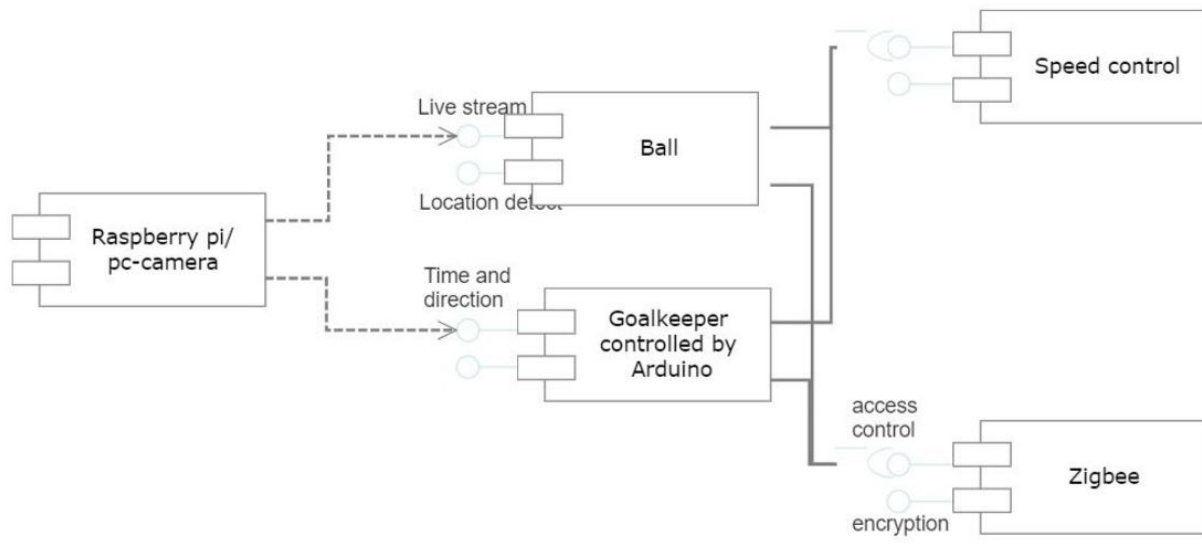 Speed control
Live stream
Ball
Location detect
Raspberry pi/
pc-camera
Time and
direction
Goalkeeper
controlled by
Arduino
access
control
Zigbee
encryption